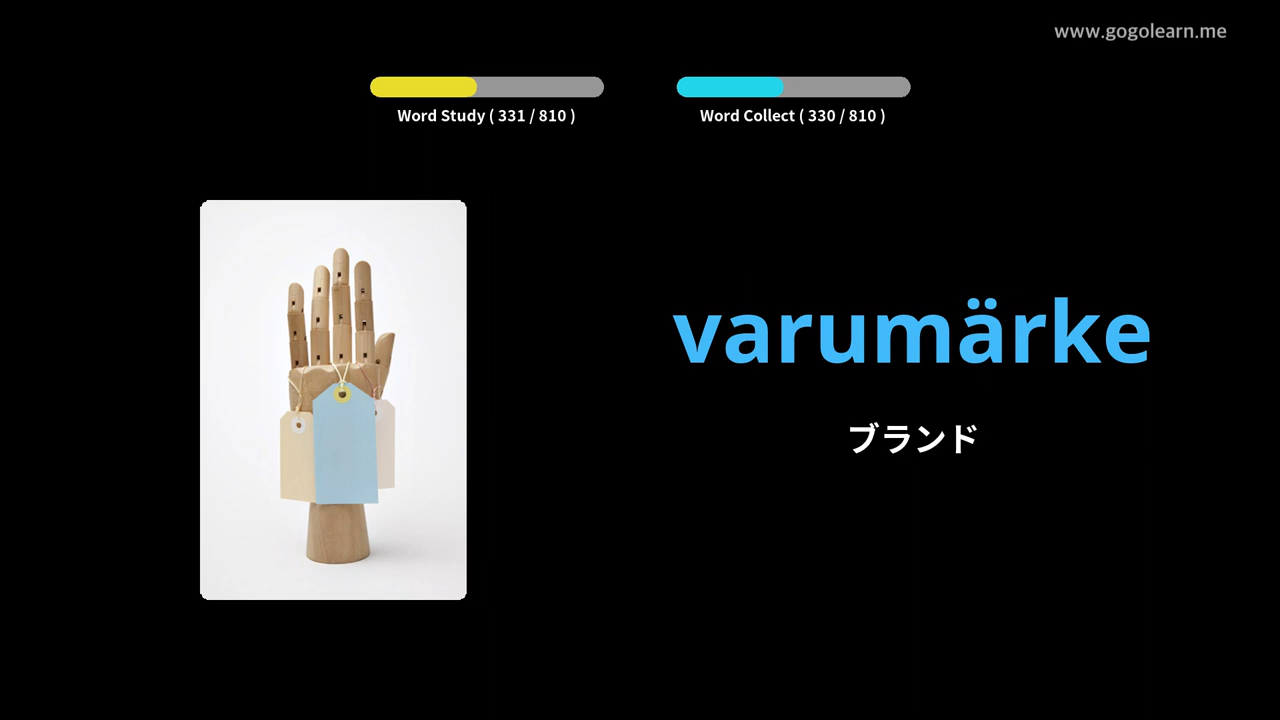 www.gogolearn.me
Word Study ( 331 / 810 )
Word Collect ( 330 / 810 )
varumärke
ブランド